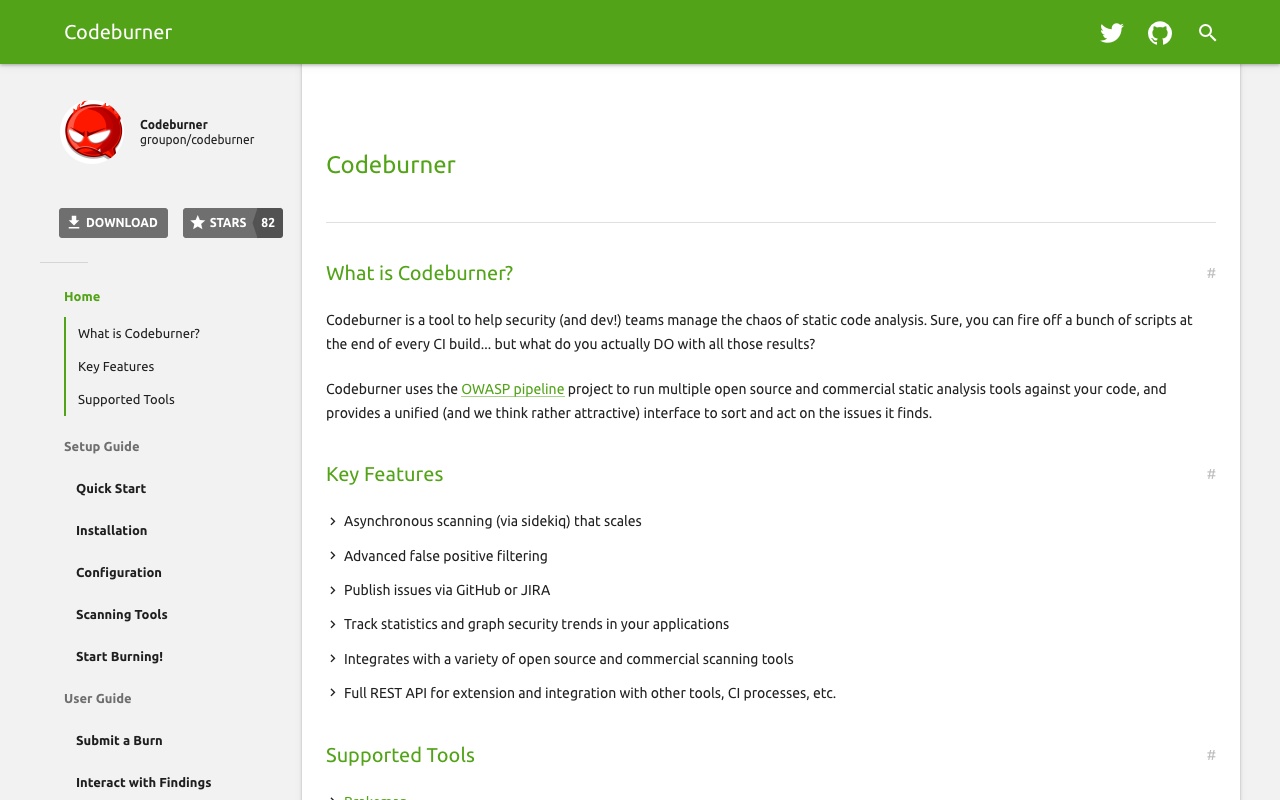 Codeburner
Codeburner
groupon/codeburner
DOWNLOAD
STARS 82
Home
What is Codeburner?
Key Features
Supported Tools
Setup Guide
Quick Start
Installation
Configuration
Scanning Tools
Start Burning!
User Guide
Submit a Burn
Interact with Findings
Codeburner
What is Codeburner? #
Codeburner is a tool to help security (and dev!) teams manage the chaos of static code analysis. Sure, you can fire off a bunch of scripts at
the end of every CI build... but what do you actually DO with all those results?
Codeburner uses the OWASP pipeline project to run multiple open source and commercial static analysis tools against your code, and
provides a unified (and we think rather attractive) interface to sort and act on the issues it finds.
Key Features #
Asynchronous scanning (via sidekiq) that scales
Advanced false positive filtering
Publish issues via GitHub or JIRA
Track statistics and graph security trends in your applications
Integrates with a variety of open source and commercial scanning tools
Full REST API for extension and integration with other tools, CI processes, etc.
Supported Tools #